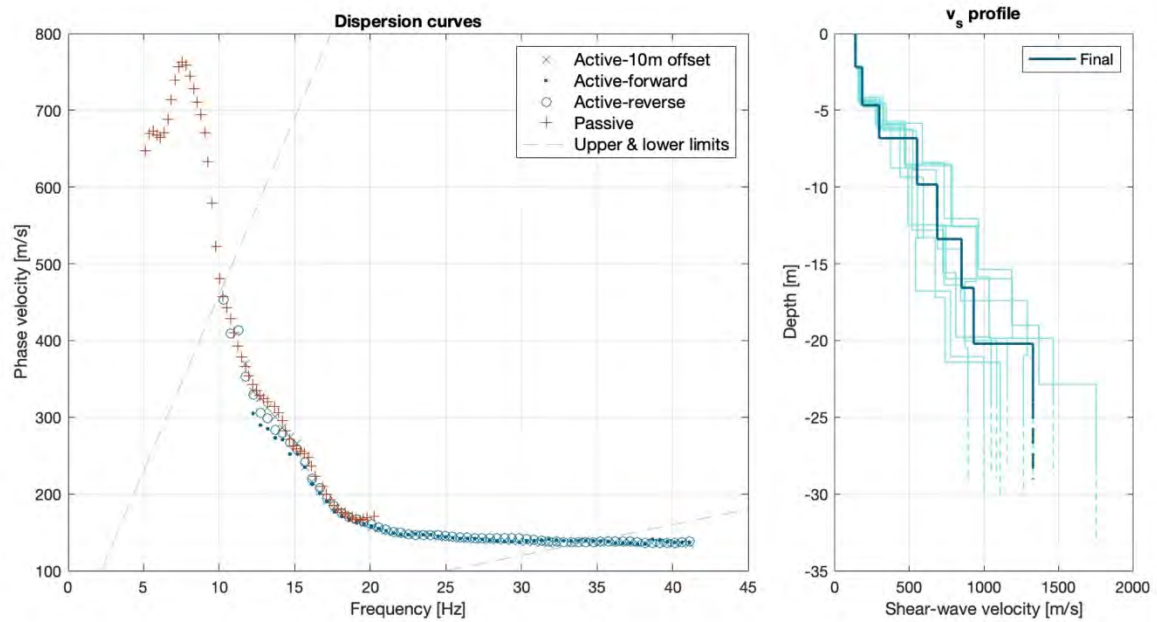 Dispersion curves
800
700
600
500
400
300
200
100
Phase velocity [m/s]
0
5
10
15
20
25
30
35
40
45
Frequency [Hz]
Active-10m offset
Active-forward
Active-reverse
Passive
Upper & lower limits
v_s profile
0
-5
-10
-15
-20
-25
-30
-35
Depth [m]
0
500
1000
1500
2000
Shear-wave velocity [m/s]
Final